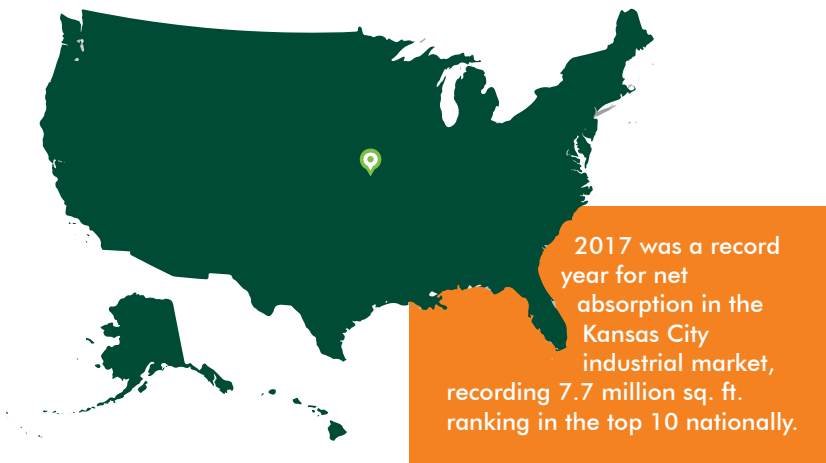 2017 was a record
year for net
absorption in the
Kansas City
industrial market,
recording 7.7 million sq. ft.
ranking in the top 10 nationally.